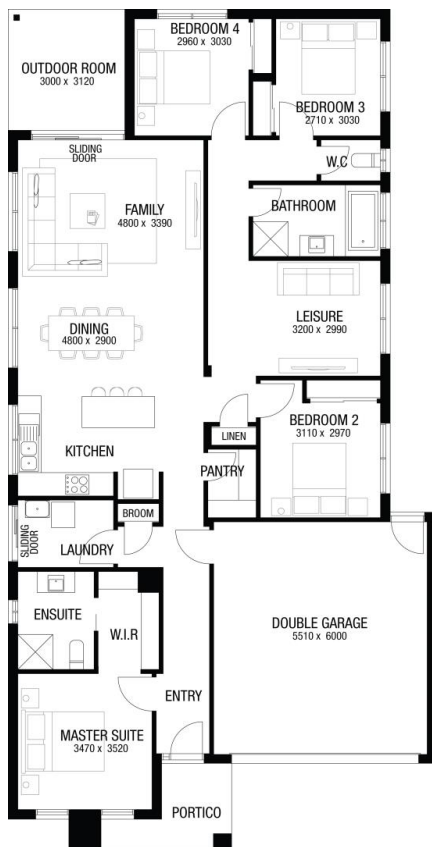 BEDROOM 4
2960 x 3030
OUTDOOR ROOM
3000 x 3120
BEDROOM 3
2710 x 3030
SLIDING
DOOR
W.C
FAMILY
4800 x 3390
BATHROOM
DINING
4800 x 2900
LEISURE
3200 x 2990
KITCHEN
LINEN
BEDROOM 2
3110 x 2970
PANTRY
BROOM
SLIDING
DOOR
LAUNDRY
ENSUITE
W.I.R
DOUBLE GARAGE
5510 x 6000
ENTRY
MASTER SUITE
3470 x 3520
PORTICO